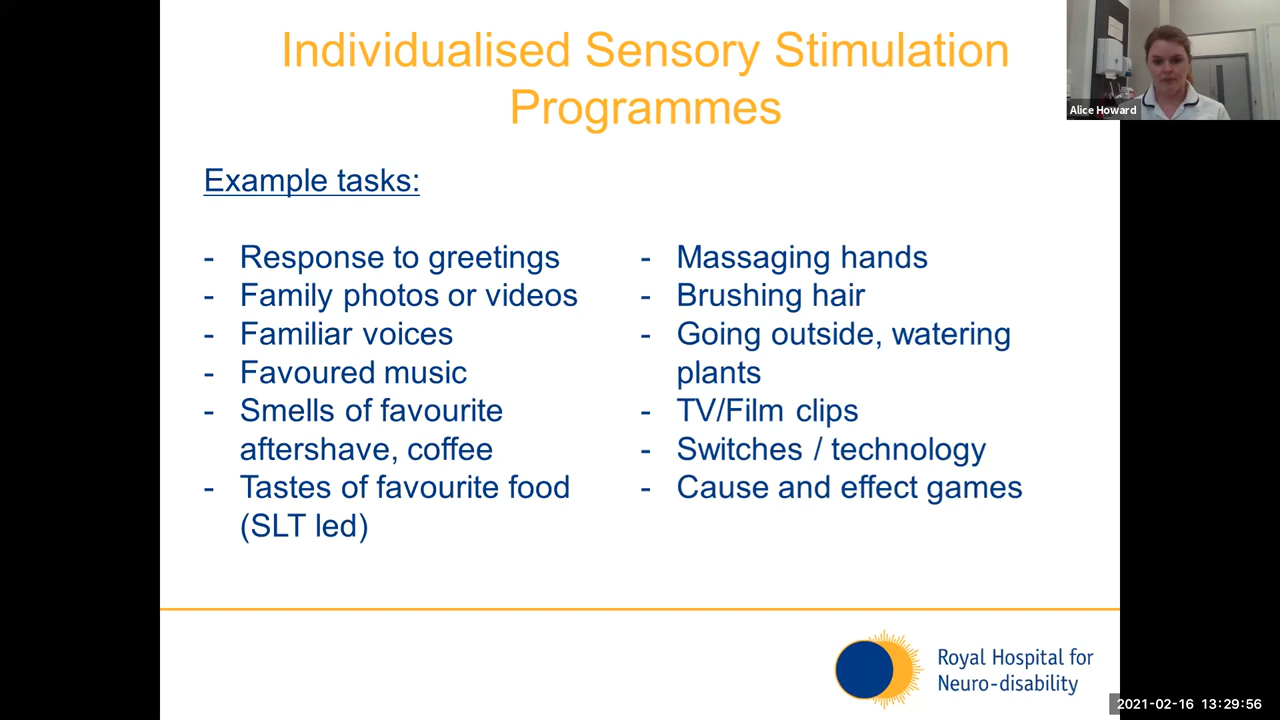 Individualised Sensory Stimulation
Programmes
Alice Howard
Example tasks:
- Response to greetings
- Family photos or videos
- Familiar voices
- Favoured music
- Smells of favourite
aftershave, coffee
- Tastes of favourite food
(SLT led)
- Massaging hands
- Brushing hair
- Going outside, watering
plants
- TV/Film clips
- Switches / technology
- Cause and effect games
Royal Hospital for
Neuro-disability
2021-02-16 13:29:56